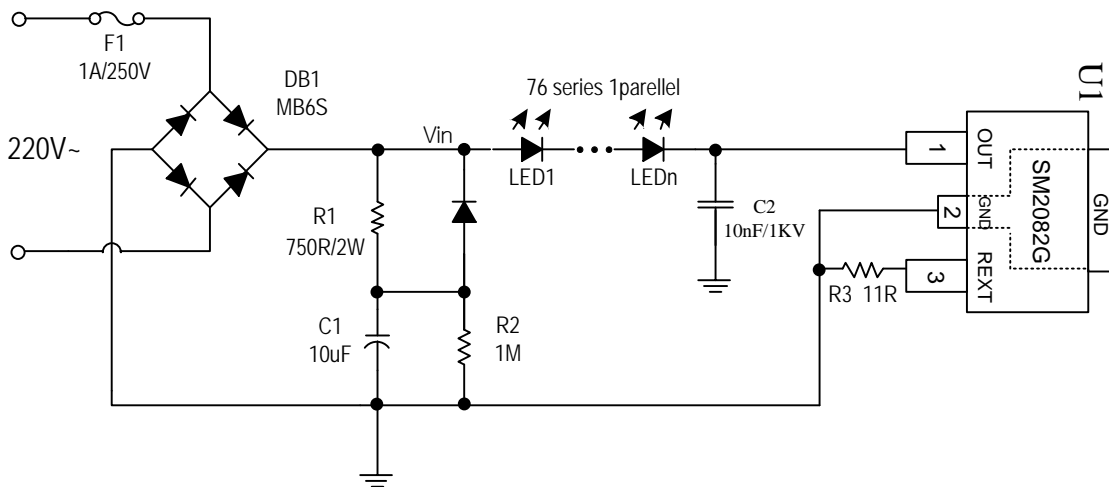 F1
1A/250V
DB1
MB6S
220V~
Vin
76 series 1parellel
LED1
LEDn
R1
750R/2W
C1
10uF
R2
1M
C2
10nF/1KV
R3 11R
U1
1
OUT
2
GND
3
REXT
SM2082G
GND